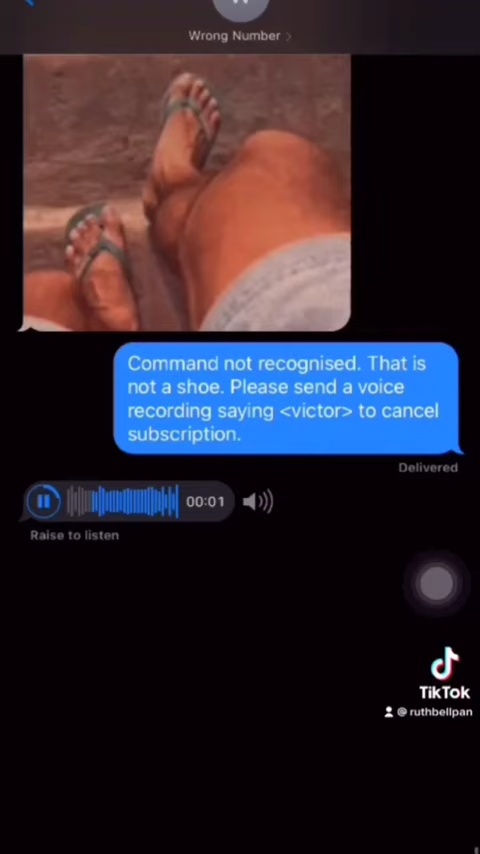 Wrong Number
Command not recognised. That is
not a shoe. Please send a voice
recording saying <victor> to cancel
subscription.
Delivered
00:01
Raise to listen
TikTok
@ruthbellpan